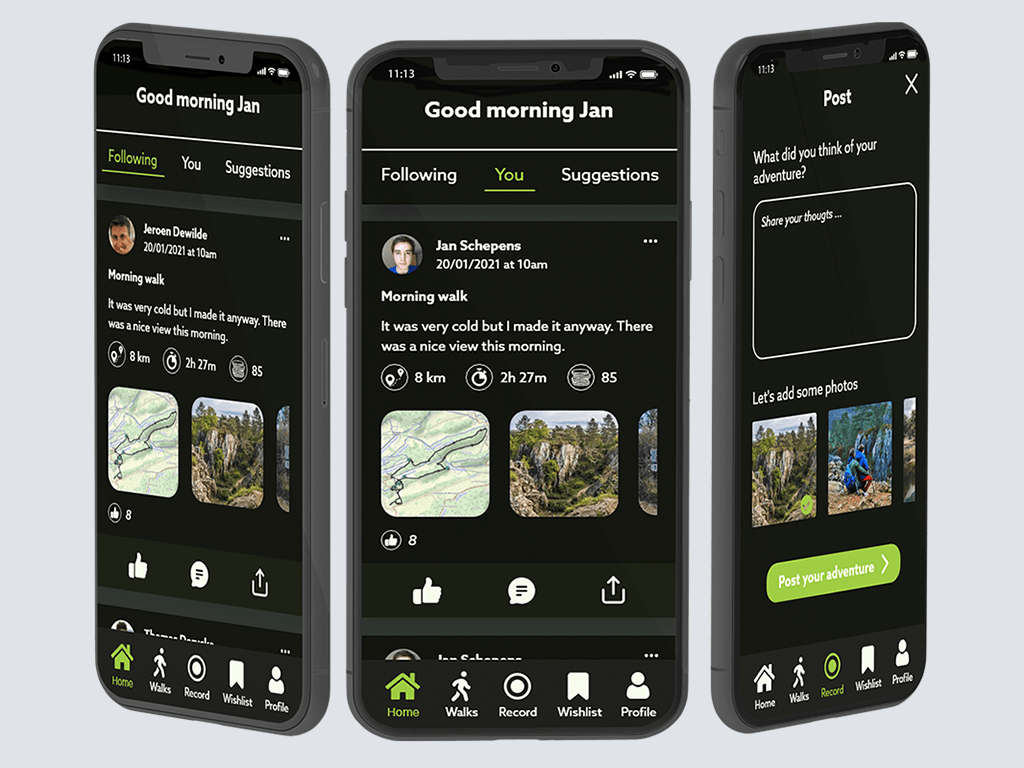 11:13
Good morning Jan
Following You Suggestions
Jeroen Dewilde
20/01/2021 at 10am
Morning walk
It was very cold but I made it anyway. There
was a nice view this morning.
8 km 2h 27m 85
8
Home Walks Record Wishlist Profile
11:13
Good morning Jan
Following You Suggestions
Jan Schepens
20/01/2021 at 10am
Morning walk
It was very cold but I made it anyway. There
was a nice view this morning.
8 km 2h 27m 85
8
Jan Schepens
Home Walks Record Wishlist Profile
11:13
Post
What did you think of your
adventure?
Share your thougts ...
Let's add some photos
Post your adventure
Home Walks Record Wishlist Profile